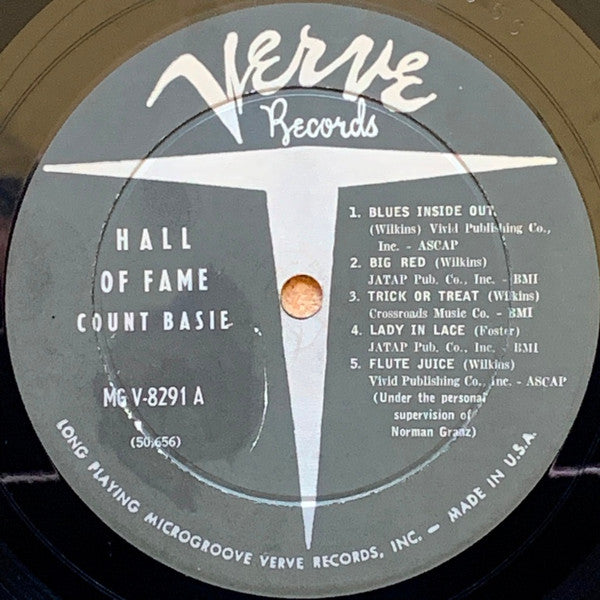 Verve
Records
HALL
OF FAME
COUNT BASIE
MG V-8291 A
(50,656)
1. BLUES INSIDE OUT
(Wilkins) Vivid Publishing Co.,
Inc. - ASCAP
2. BIG RED (Wilkins)
JATAP Pub. Co., Inc. - BMI
3. TRICK OR TREAT (Wilkins)
Crossroads Music Co. - BMI
4. LADY IN LACE (Foster)
JATAP Pub. Co., Inc. - BMI
5. FLUTE JUICE (Wilkins)
Vivid Publishing Co., Inc. - ASCAP
(Under the personal
supervision of
Norman Granz)
LONG PLAYING MICROGROOVE VERVE RECORDS, INC. — MADE IN U.S.A.